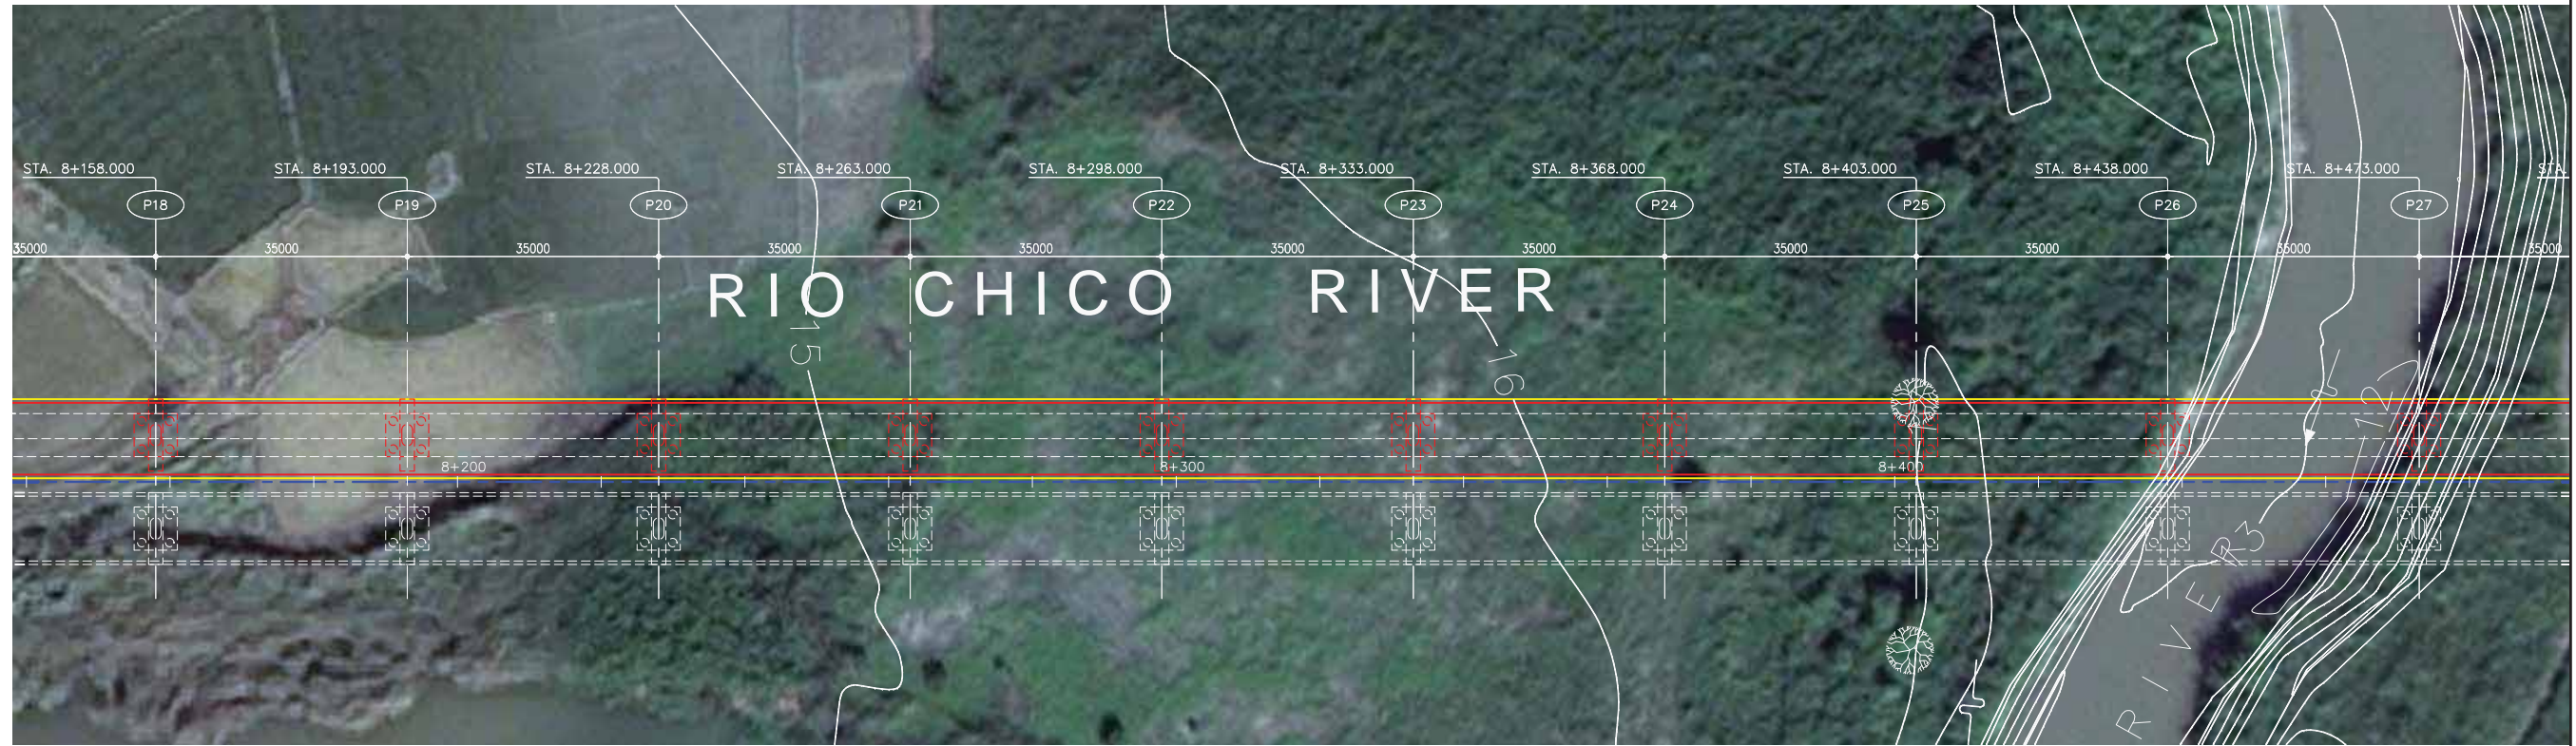 STA. 8+158.000 STA. 8+193.000 STA. 8+228.000 STA. 8+263.000 STA. 8+298.000 STA. 8+333.000 STA. 8+368.000 STA. 8+403.000 STA. 8+438.000 STA. 8+473.000 STA.
P18 P19 P20 P21 P22 P23 P24 P25 P26 P27
35000 35000 35000 35000 35000 35000 35000 35000 35000 35000 35000
RIO CHICO RIVER
15
16
12
8+200 8+300 8+400
13
RIVER